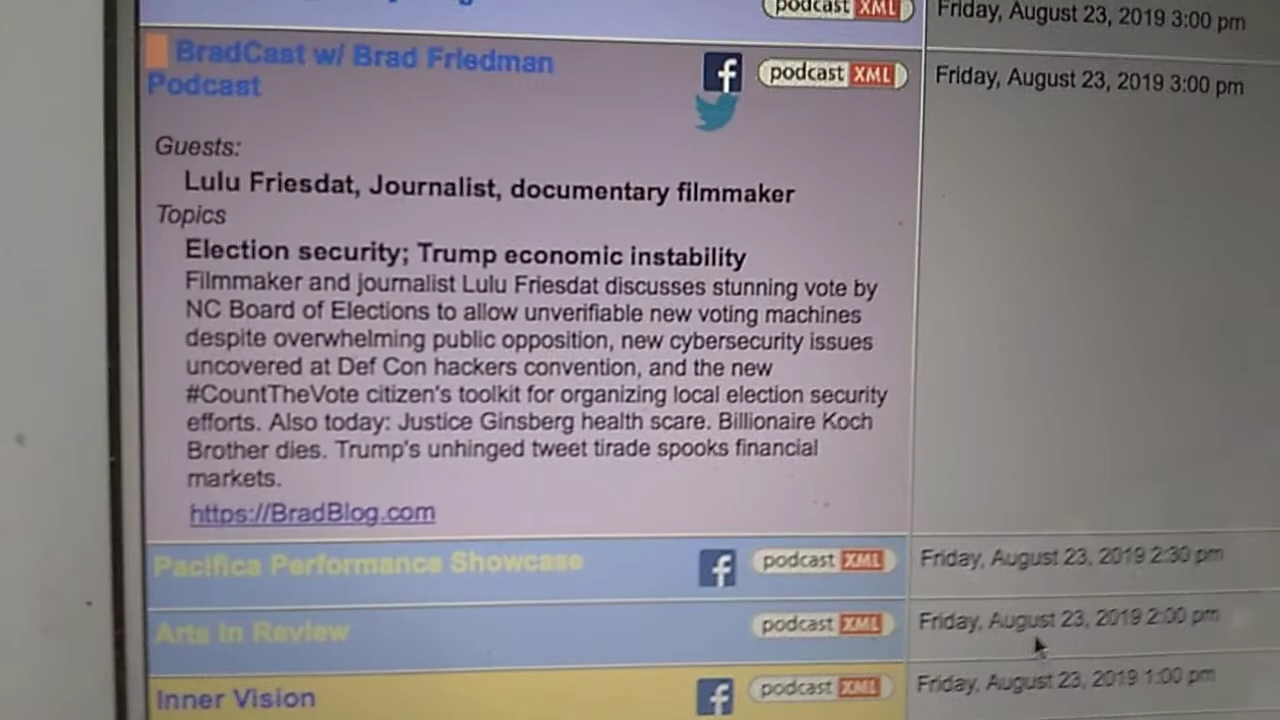 podcast XML
Friday, August 23, 2019 3:00 pm
BradCast w/ Brad Friedman
Podcast
podcast XML
Friday, August 23, 2019 3:00 pm
Guests:
Lulu Friesdat, Journalist, documentary filmmaker
Topics
Election security; Trump economic instability
Filmmaker and journalist Lulu Friesdat discusses stunning vote by
NC Board of Elections to allow unverifiable new voting machines
despite overwhelming public opposition, new cybersecurity issues
uncovered at Def Con hackers convention, and the new
#CountTheVote citizen's toolkit for organizing local election security
efforts. Also today: Justice Ginsberg health scare. Billionaire Koch
Brother dies. Trump's unhinged tweet tirade spooks financial
markets.
https://BradBlog.com
Pacifica Performance Showcase
podcast XML
Friday, August 23, 2019 2:30 pm
Arts In Review
podcast XML
Friday, August 23, 2019 2:00 pm
Inner Vision
podcast XML
Friday, August 23, 2019 1:00 pm